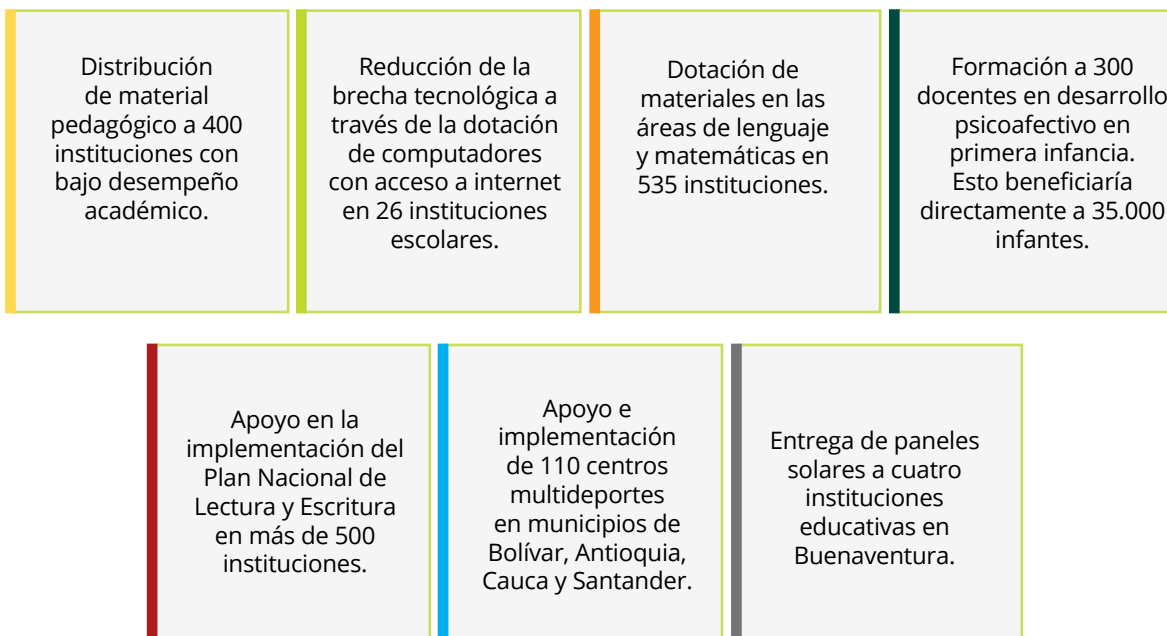 Distribución
de material
pedagógico a 400
instituciones con
bajo desempeño
académico.
Reducción de la
brecha tecnológica a
través de la dotación
de computadores
con acceso a internet
en 26 instituciones
escolares.
Dotación de
materiales en las
áreas de lenguaje
y matemáticas en
535 instituciones.
Formación a 300
docentes en desarrollo
psicoafectivo en
primera infancia.
Esto beneficiaría
directamente a 35.000
infantes.
Apoyo en la
implementación del
Plan Nacional de
Lectura y Escritura
en más de 500
instituciones.
Apoyo e
implementación
de 110 centros
multideportes
en municipios de
Bolívar, Antioquia,
Cauca y Santander.
Entrega de paneles
solares a cuatro
instituciones
educativas en
Buenaventura.